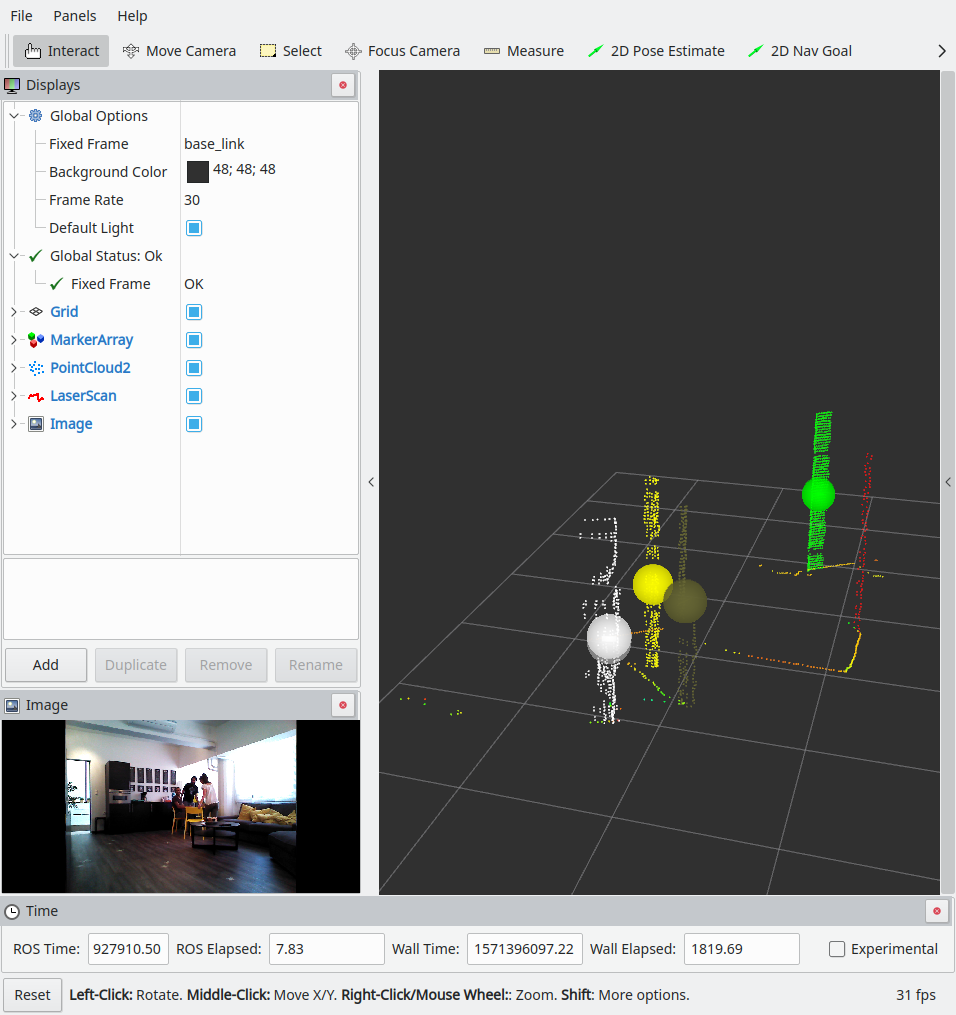 File Panels Help
Interact Move Camera Select Focus Camera Measure 2D Pose Estimate 2D Nav Goal
Displays
Global Options
Fixed Frame base_link
Background Color 48; 48; 48
Frame Rate 30
Default Light
Global Status: Ok
Fixed Frame OK
Grid
MarkerArray
PointCloud2
LaserScan
Image
Add Duplicate Remove Rename
Image
Time
ROS Time: 927910.50 ROS Elapsed: 7.83 Wall Time: 1571396097.22 Wall Elapsed: 1819.69 Experimental
Reset Left-Click: Rotate. Middle-Click: Move X/Y. Right-Click/Mouse Wheel:: Zoom. Shift: More options. 31 fps